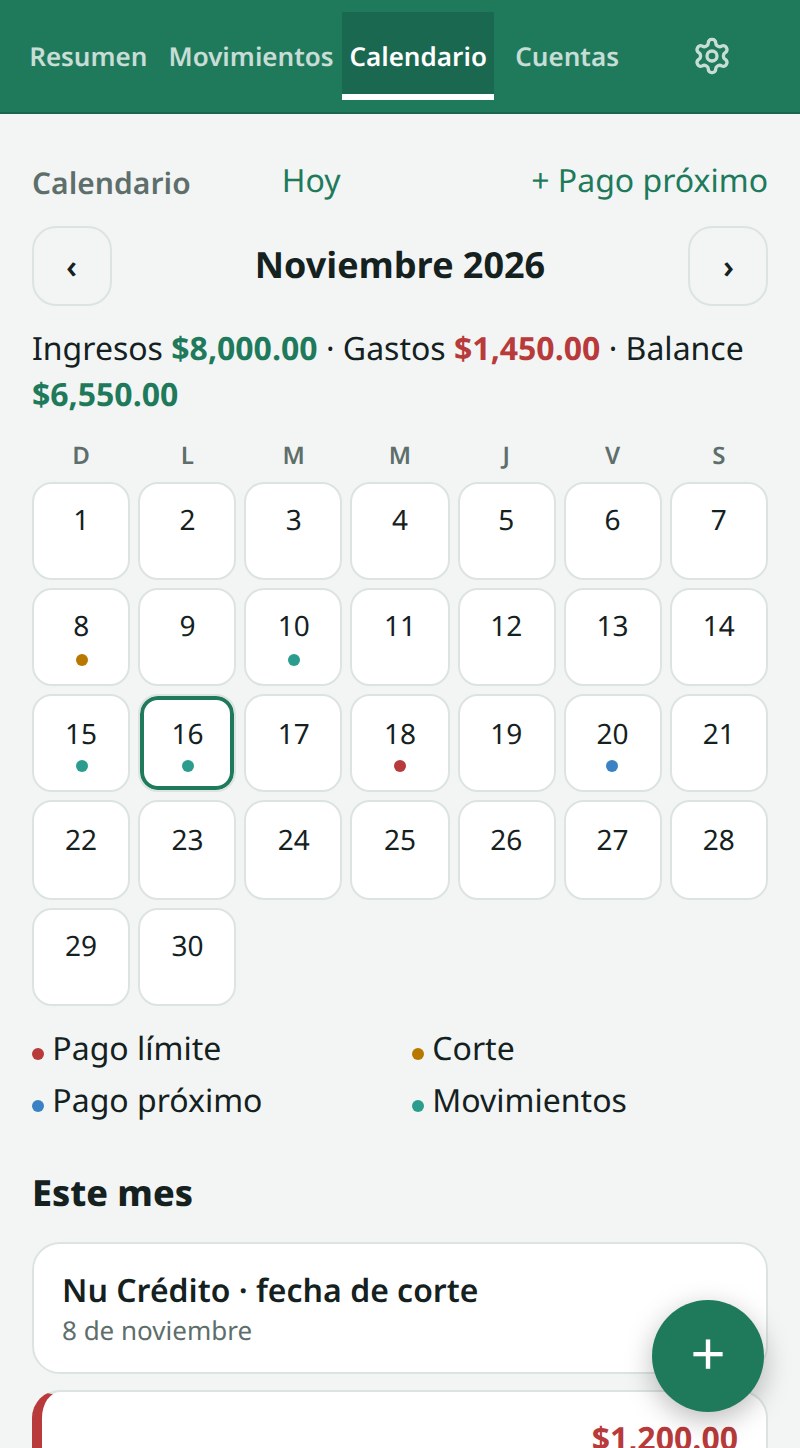 Resumen Movimientos Calendario Cuentas
Calendario Hoy + Pago próximo
‹ Noviembre 2026 ›
Ingresos $8,000.00 · Gastos $1,450.00 · Balance
$6,550.00
D L M M J V S
1 2 3 4 5 6 7
8 9 10 11 12 13 14
15 16 17 18 19 20 21
22 23 24 25 26 27 28
29 30
Pago límite Corte
Pago próximo Movimientos
Este mes
Nu Crédito · fecha de corte
8 de noviembre
+
$1,200.00